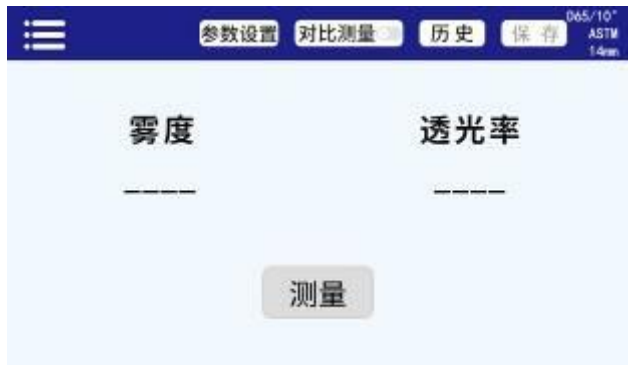 参数设置 对比测量 历史 保存 D65/10°
ASTM
14mm
雾度 透光率
---- ----
测量